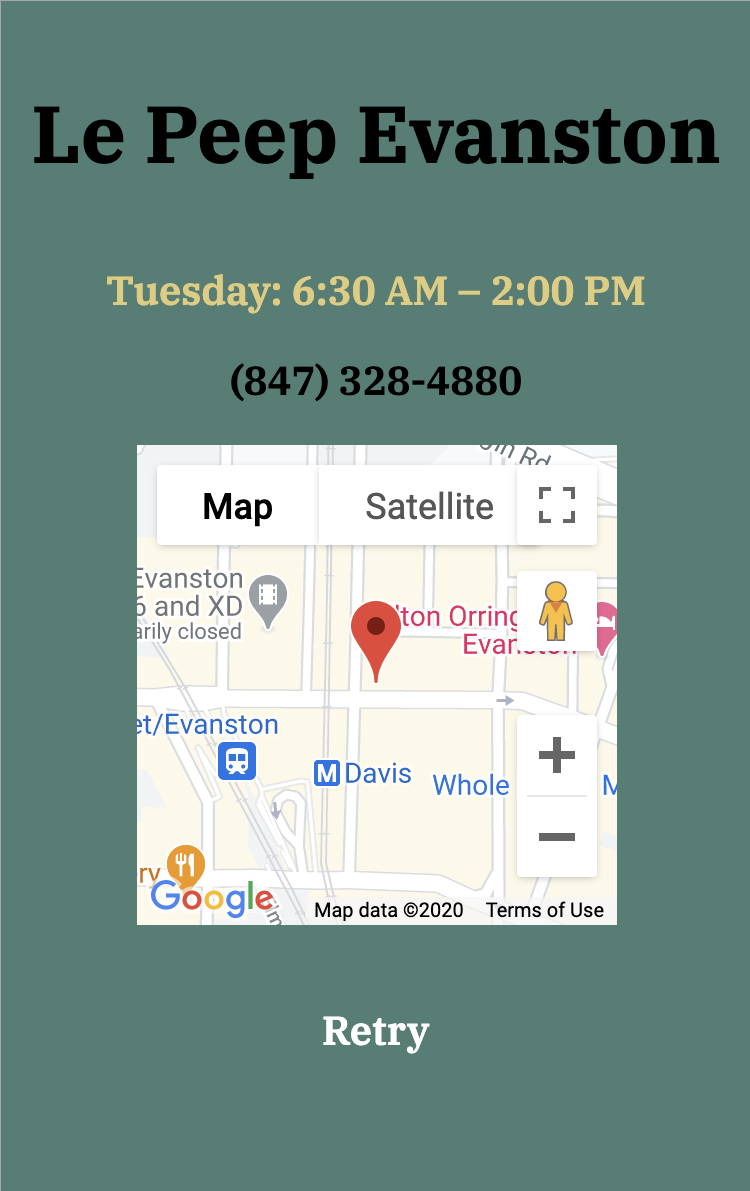 Le Peep Evanston
Tuesday: 6:30 AM – 2:00 PM
(847) 328-4880
Map Satellite
Evanston
6 and XD
arily closed
lton Orring
Evanston
et/Evanston
M Davis
Whole M
ry
Google
Map data ©2020 Terms of Use
Retry